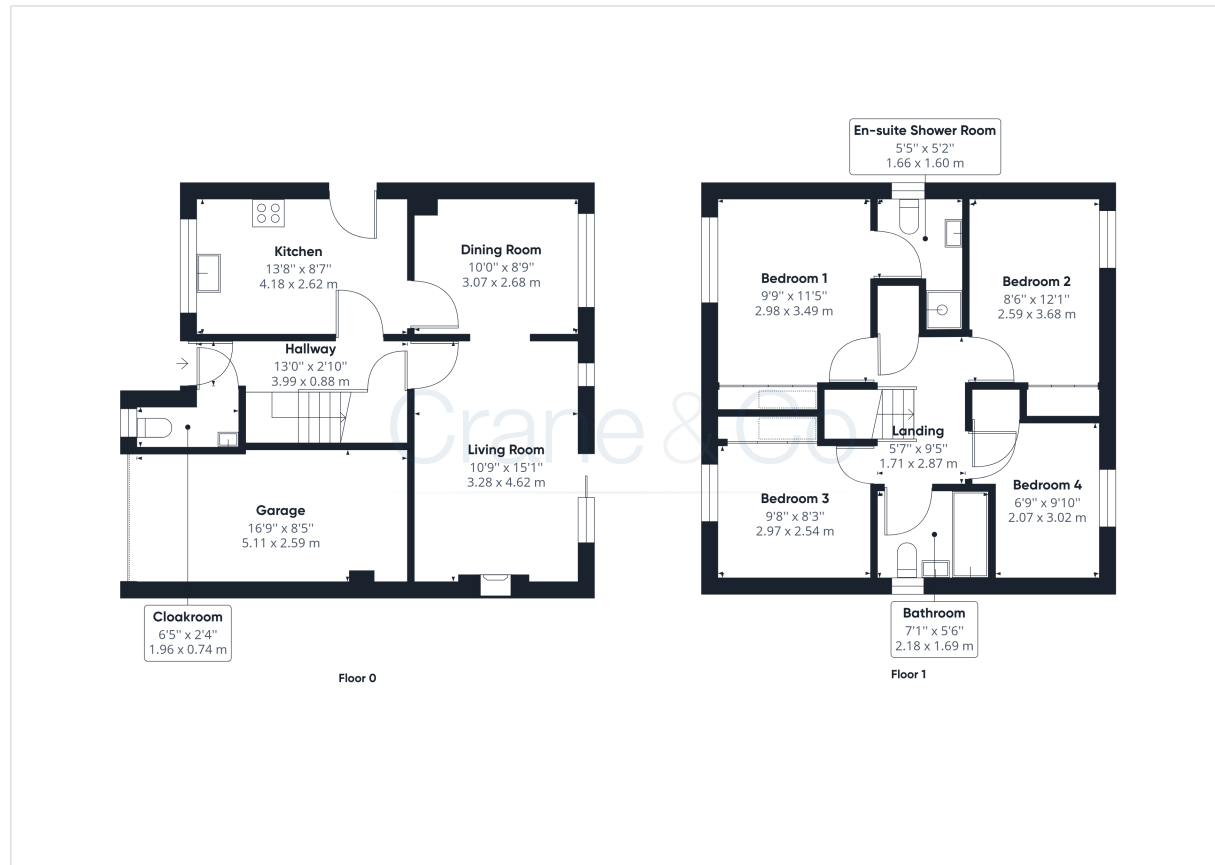 En-suite Shower Room
5'5" x 5'2"
1.66 x 1.60 m
Kitchen
13'8" x 8'7"
4.18 x 2.62 m
Dining Room
10'0" x 8'9"
3.07 x 2.68 m
Hallway
13'0" x 2'10"
3.99 x 0.88 m
Living Room
10'9" x 15'1"
3.28 x 4.62 m
Garage
16'9" x 8'5"
5.11 x 2.59 m
Cloakroom
6'5" x 2'4"
1.96 x 0.74 m
Floor 0
Bedroom 1
9'9" x 11'5"
2.98 x 3.49 m
Bedroom 2
8'6" x 12'1"
2.59 x 3.68 m
Landing
5'7" x 9'5"
1.71 x 2.87 m
Bedroom 3
9'8" x 8'3"
2.97 x 2.54 m
Bedroom 4
6'9" x 9'10"
2.07 x 3.02 m
Bathroom
7'1" x 5'6"
2.18 x 1.69 m
Floor 1
Crane & Co